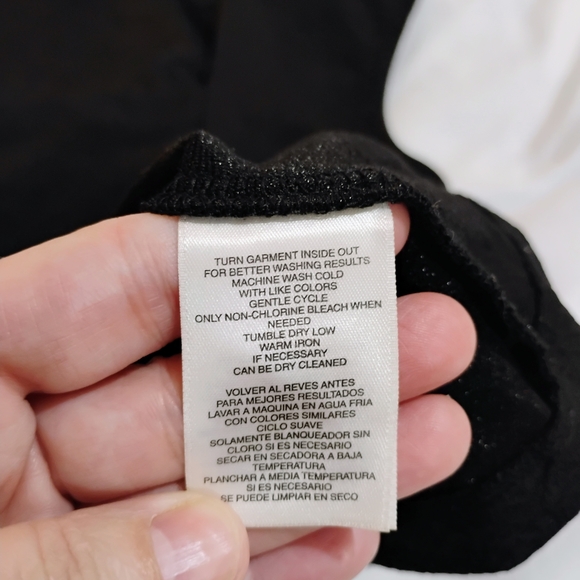 TURN GARMENT INSIDE OUT
FOR BETTER WASHING RESULTS
MACHINE WASH COLD
WITH LIKE COLORS
GENTLE CYCLE
ONLY NON-CHLORINE BLEACH WHEN
NEEDED
TUMBLE DRY LOW
WARM IRON
IF NECESSARY
CAN BE DRY CLEANED
VOLVER AL REVES ANTES
PARA MEJORES RESULTADOS
LAVAR A MAQUINA EN AGUA FRIA
CON COLORES SIMILARES
CICLO SUAVE
SOLAMENTE BLANQUEADOR SIN
CLORO SI ES NECESARIO
SECAR EN SECADORA A BAJA
TEMPERATURA
PLANCHAR A MEDIA TEMPERATURA
SI ES NECESARIO
SE PUEDE LIMPIAR EN SECO